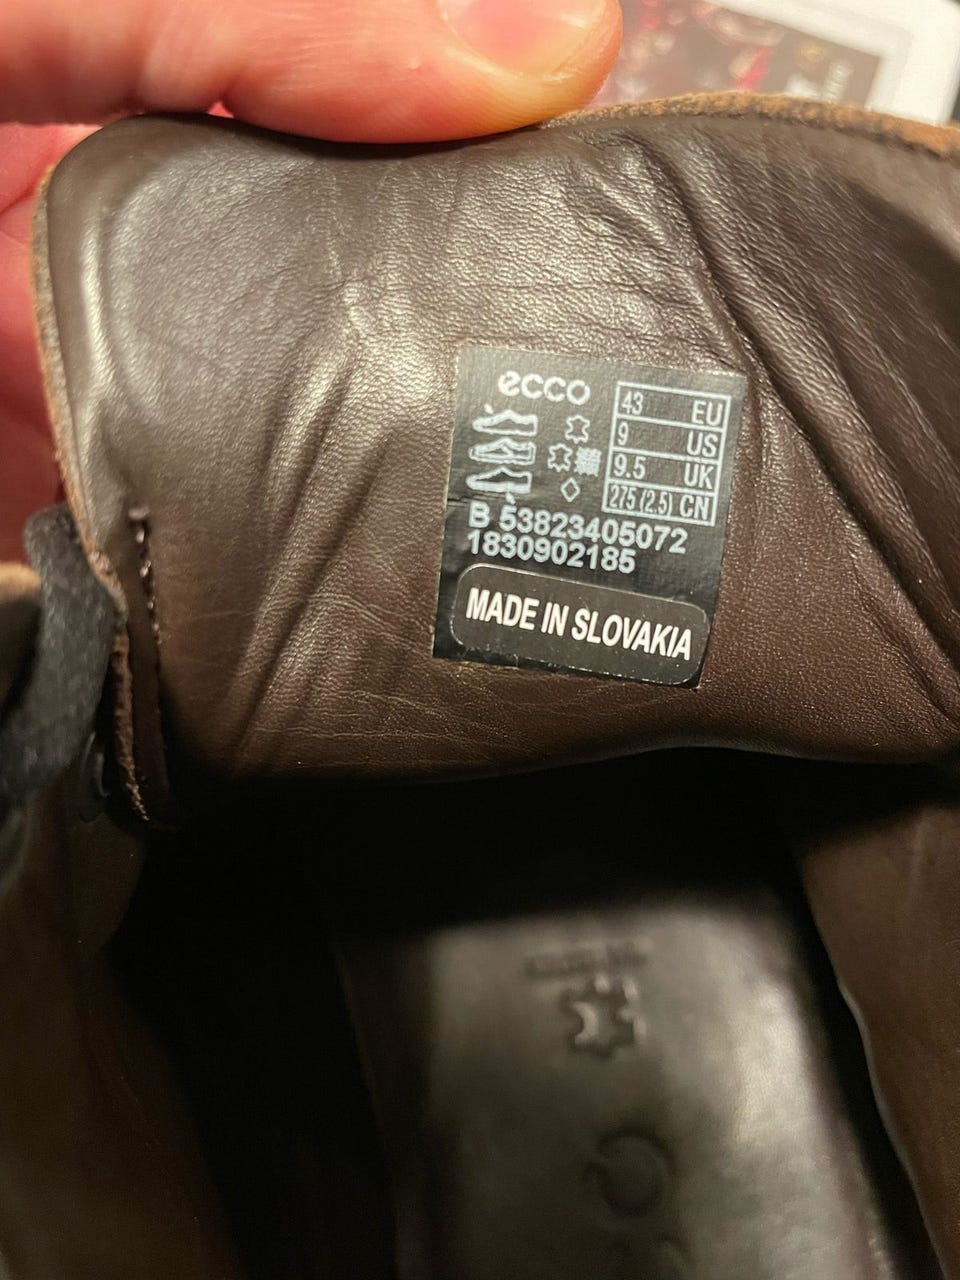 ecco
43 EU
9 US
9.5 UK
275 (2.5) CN
B 53823405072
1830902185
MADE IN SLOVAKIA